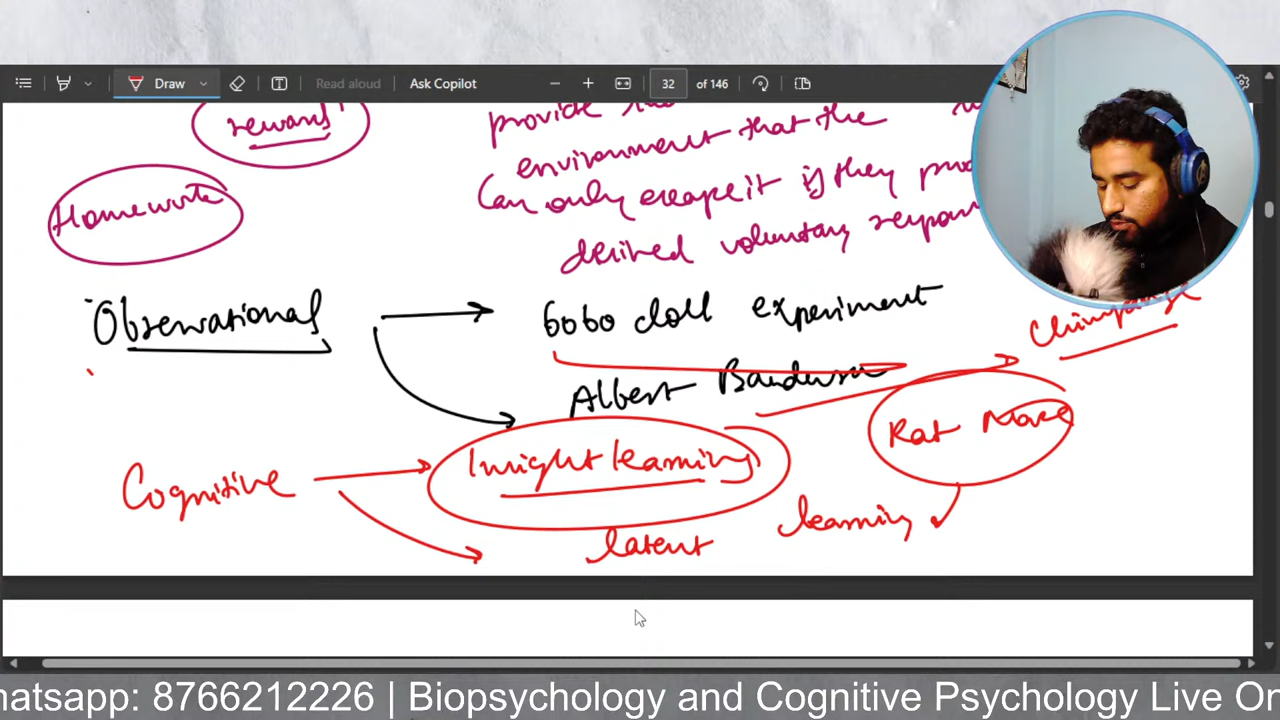 Draw
Read aloud
Ask Copilot
32
of 146
reward
provide
environment that the
Can only escape it if they
desired voluntary
Homework
Observational
bobo doll experiment
Albert Bandura
Rat Maze
Cognitive
Insight learning
learning
latent
hatsapp: 8766212226 | Biopsychology and Cognitive Psychology Live On